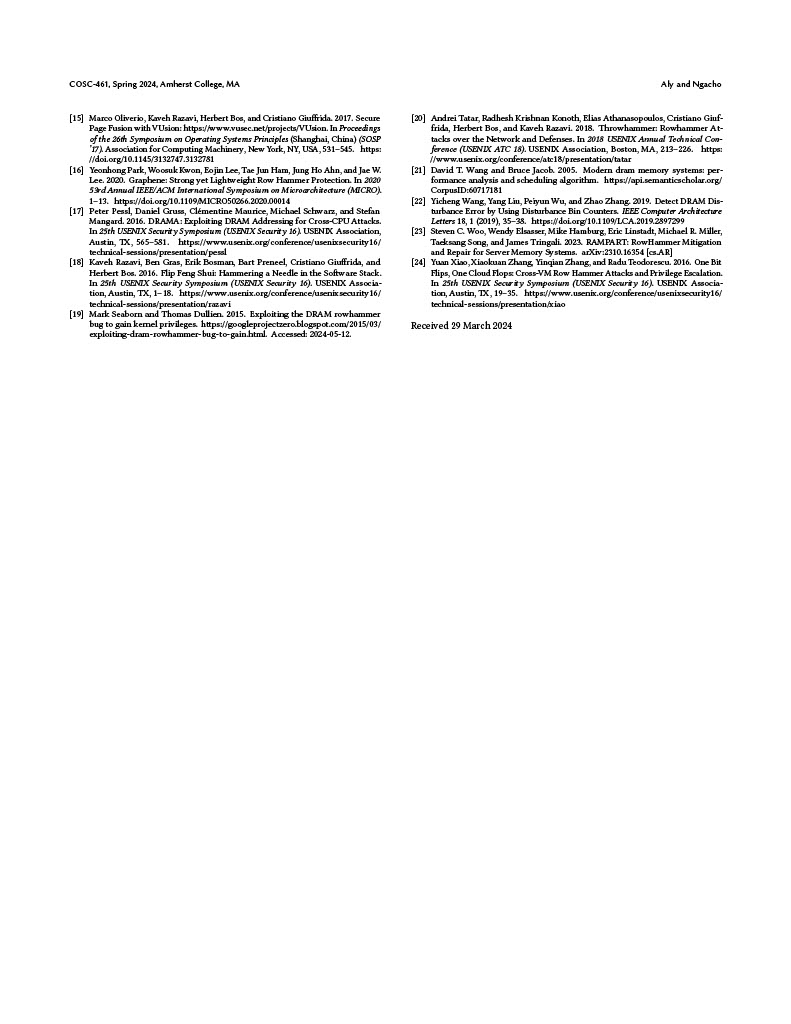 COSC-461, Spring 2024, Amherst College, MA
Aly and Ngacho
[15] Marco Oliverio, Kaveh Razavi, Herbert Bos, and Cristiano Giuffrida. 2017. Secure
Page Fusion with VUsion: https://www.vusec.net/projects/VUsion. In Proceedings
of the 26th Symposium on Operating Systems Principles (Shanghai, China) (SOSP
'17). Association for Computing Machinery, New York, NY, USA, 531–545. https:
//doi.org/10.1145/3132747.3132781
[16] Yeonhong Park, Woosuk Kwon, Eojin Lee, Tae Jun Ham, Jung Ho Ahn, and Jae W.
Lee. 2020. Graphene: Strong yet Lightweight Row Hammer Protection. In 2020
53rd Annual IEEE/ACM International Symposium on Microarchitecture (MICRO).
1–13. https://doi.org/10.1109/MICRO50266.2020.00014
[17] Peter Pessl, Daniel Gruss, Clémentine Maurice, Michael Schwarz, and Stefan
Mangard. 2016. DRAMA: Exploiting DRAM Addressing for Cross-CPU Attacks.
In 25th USENIX Security Symposium (USENIX Security 16). USENIX Association,
Austin, TX, 565–581. https://www.usenix.org/conference/usenixsecurity16/
technical-sessions/presentation/pessl
[18] Kaveh Razavi, Ben Gras, Erik Bosman, Bart Preneel, Cristiano Giuffrida, and
Herbert Bos. 2016. Flip Feng Shui: Hammering a Needle in the Software Stack.
In 25th USENIX Security Symposium (USENIX Security 16). USENIX Associa-
tion, Austin, TX, 1–18. https://www.usenix.org/conference/usenixsecurity16/
technical-sessions/presentation/razavi
[19] Mark Seaborn and Thomas Dullien. 2015. Exploiting the DRAM rowhammer
bug to gain kernel privileges. https://googleprojectzero.blogspot.com/2015/03/
exploiting-dram-rowhammer-bug-to-gain.html. Accessed: 2024-05-12.
[20] Andrei Tatar, Radhesh Krishnan Konoth, Elias Athanasopoulos, Cristiano Giuf-
frida, Herbert Bos, and Kaveh Razavi. 2018. Throwhammer: Rowhammer At-
tacks over the Network and Defenses. In 2018 USENIX Annual Technical Con-
ference (USENIX ATC 18). USENIX Association, Boston, MA, 213–226. https:
//www.usenix.org/conference/atc18/presentation/tatar
[21] David T. Wang and Bruce Jacob. 2005. Modern dram memory systems: per-
formance analysis and scheduling algorithm. https://api.semanticscholar.org/
CorpusID:60717181
[22] Yicheng Wang, Yang Liu, Peiyun Wu, and Zhao Zhang. 2019. Detect DRAM Dis-
turbance Error by Using Disturbance Bin Counters. IEEE Computer Architecture
Letters 18, 1 (2019), 35–38. https://doi.org/10.1109/LCA.2019.2897299
[23] Steven C. Woo, Wendy Elsasser, Mike Hamburg, Eric Linstadt, Michael R. Miller,
Taeksang Song, and James Tringali. 2023. RAMPART: RowHammer Mitigation
and Repair for Server Memory Systems. arXiv:2310.16354 [cs.AR]
[24] Yuan Xiao, Xiaokuan Zhang, Yinqian Zhang, and Radu Teodorescu. 2016. One Bit
Flips, One Cloud Flops: Cross-VM Row Hammer Attacks and Privilege Escalation.
In 25th USENIX Security Symposium (USENIX Security 16). USENIX Associa-
tion, Austin, TX, 19–35. https://www.usenix.org/conference/usenixsecurity16/
technical-sessions/presentation/xiao
Received 29 March 2024